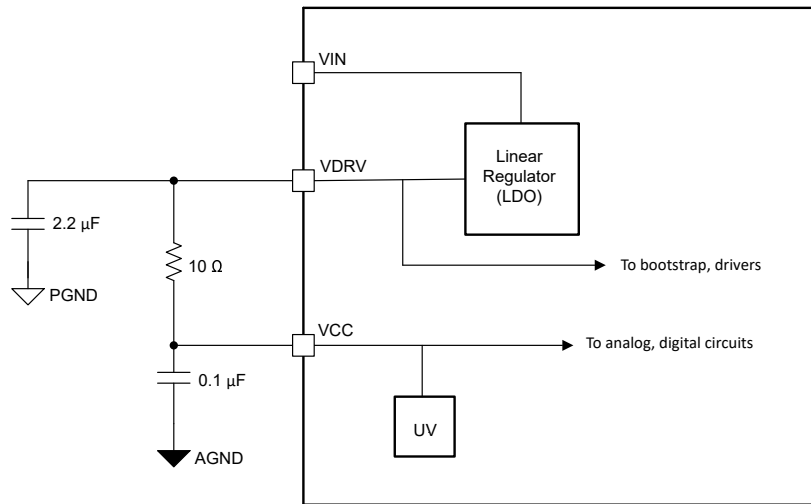 VIN
Linear
Regulator
(LDO)
VDRV
2.2 µF
10 Ω
To bootstrap, drivers
PGND
VCC
To analog, digital circuits
0.1 µF
UV
AGND